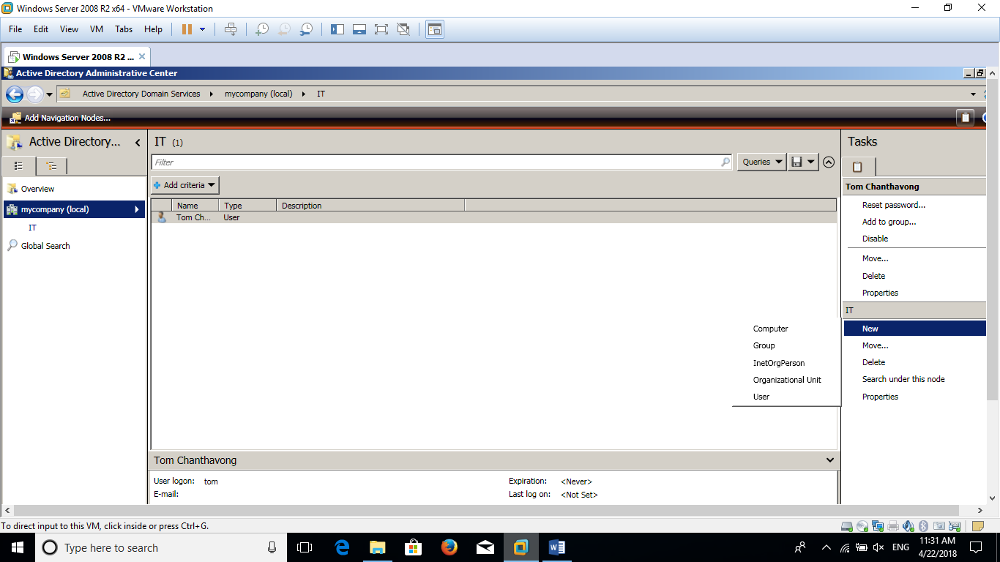 Windows Server 2008 R2 x64 - VMware Workstation
File Edit View VM Tabs Help
Windows Server 2008 R2 ...
Active Directory Administrative Center
Active Directory Domain Services mycompany (local) IT
Add Navigation Nodes...
Active Directory...
Overview
mycompany (local)
IT
Global Search
IT (1)
Filter
Queries
Add criteria
Name Type Description
Tom Ch... User
Computer
Group
InetOrgPerson
Organizational Unit
User
Tom Chanthavong
User logon: tom Expiration: <Never>
E-mail: Last log on: <Not Set>
Tasks
Tom Chanthavong
Reset password...
Add to group...
Disable
Move...
Delete
Properties
IT
New
Move...
Delete
Search under this node
Properties
To direct input to this VM, click inside or press Ctrl+G.
Type here to search
ENG
11:31 AM
4/22/2018